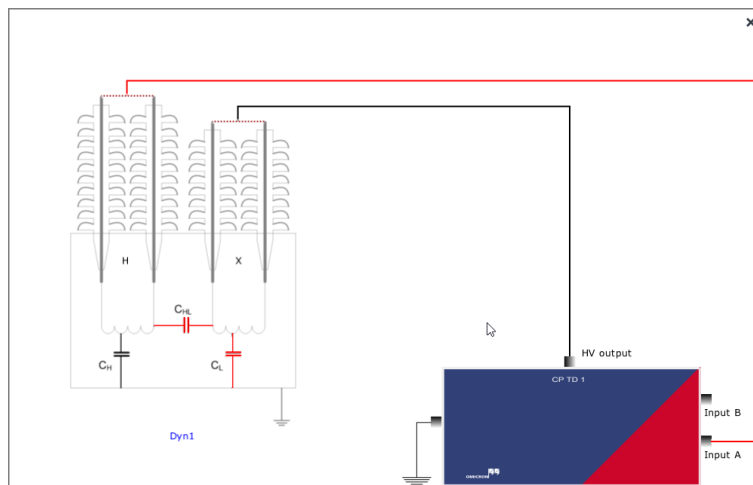 H
X
CHL
CH
CL
Dyn1
HV output
CP TD 1
Input B
Input A
OMICRON